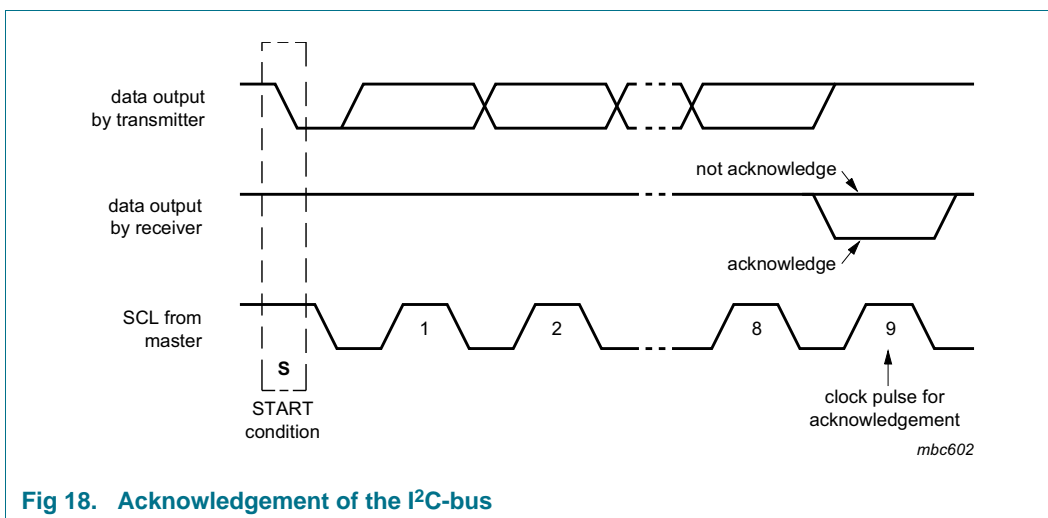 data output
by transmitter
not acknowledge
data output
by receiver
acknowledge
SCL from
master
1
2
8
9
S
START
condition
clock pulse for
acknowledgement
mbc602
Fig 18. Acknowledgement of the I²C-bus